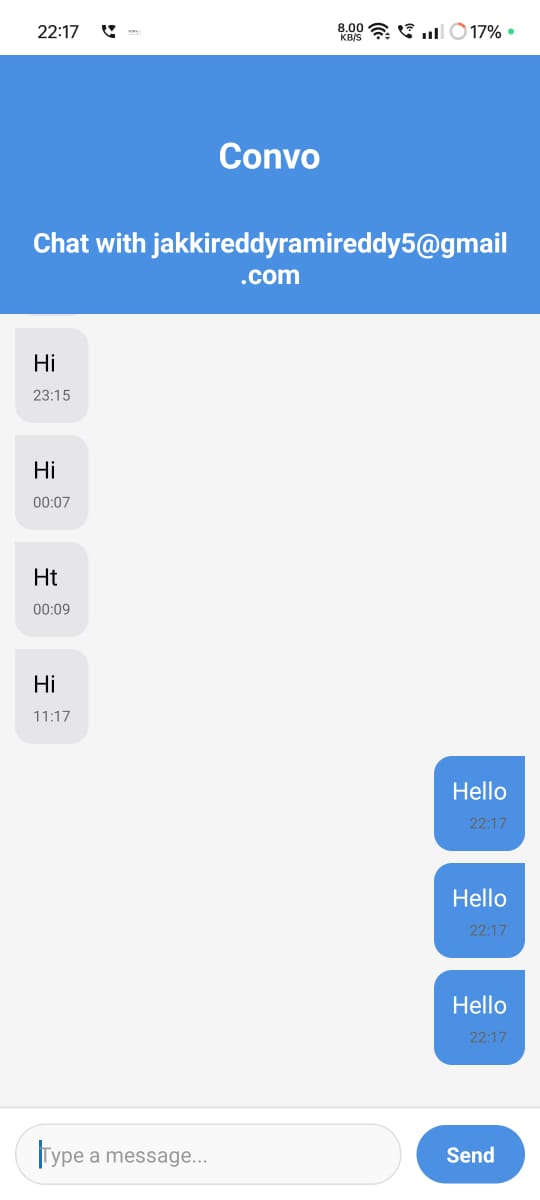 22:17
8.00
KB/S
17%
Convo
Chat with jakkireddyramireddy5@gmail
.com
Hi
23:15
Hi
00:07
Ht
00:09
Hi
11:17
Hello
22:17
Hello
22:17
Hello
22:17
Type a message...
Send